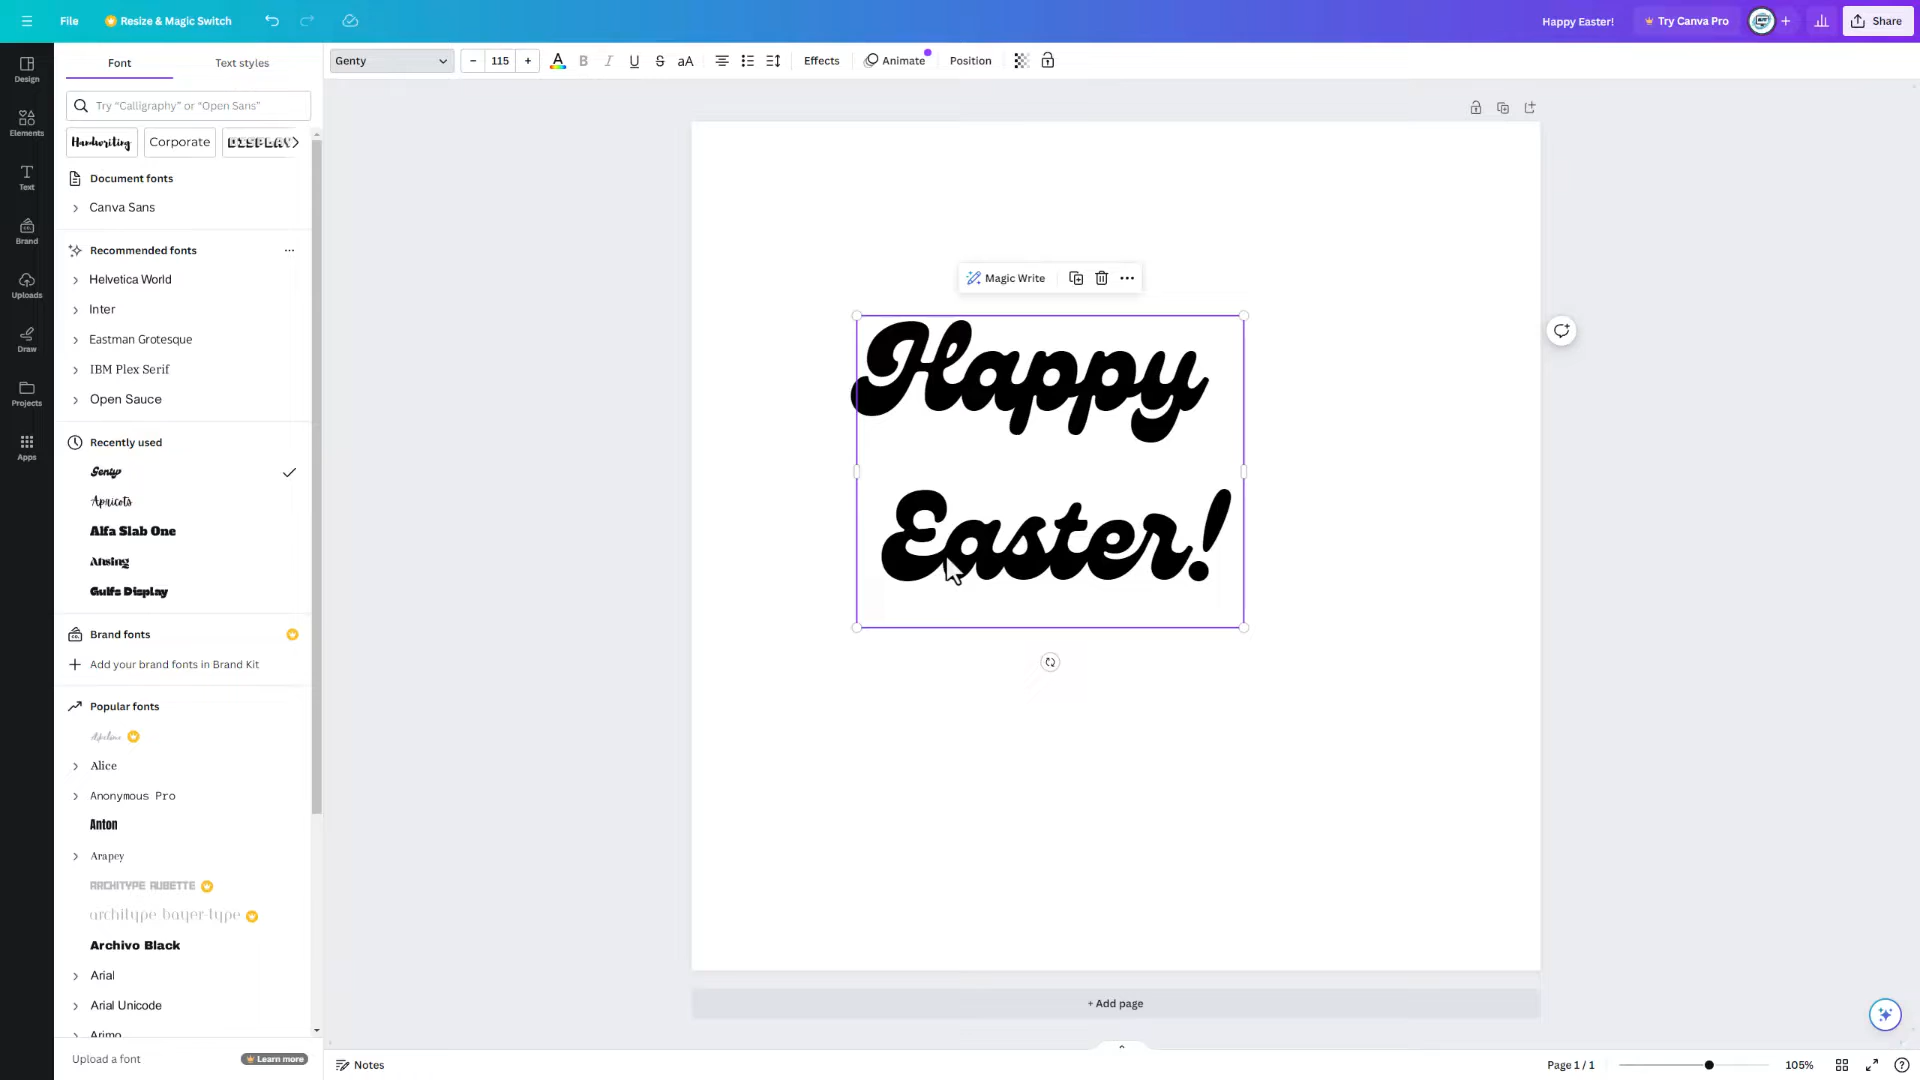 File
Resize & Magic Switch
Happy Easter!
Try Canva Pro
Share
Design
Elements
Text
Brand
Uploads
Draw
Projects
Apps
Font
Text styles
Try “Calligraphy” or “Open Sans”
Handwriting
Corporate
DISPLAY
Document fonts
Canva Sans
Recommended fonts
Helvetica World
Inter
Eastman Grotesque
IBM Plex Serif
Open Sauce
Recently used
Genty
Apricots
Alfa Slab One
Gulfs Display
Brand fonts
Add your brand fonts in Brand Kit
Popular fonts
Alice
Anonymous Pro
Anton
Arapey
ARCHITYPE AUBETTE
architype bayer-type
Archivo Black
Arial
Arial Unicode
Arimo
Upload a font
Learn more
Genty
115
A
B
I
U
S
aA
Effects
Animate
Position
Magic Write
Happy
Easter!
+ Add page
Notes
Page 1 / 1
105%